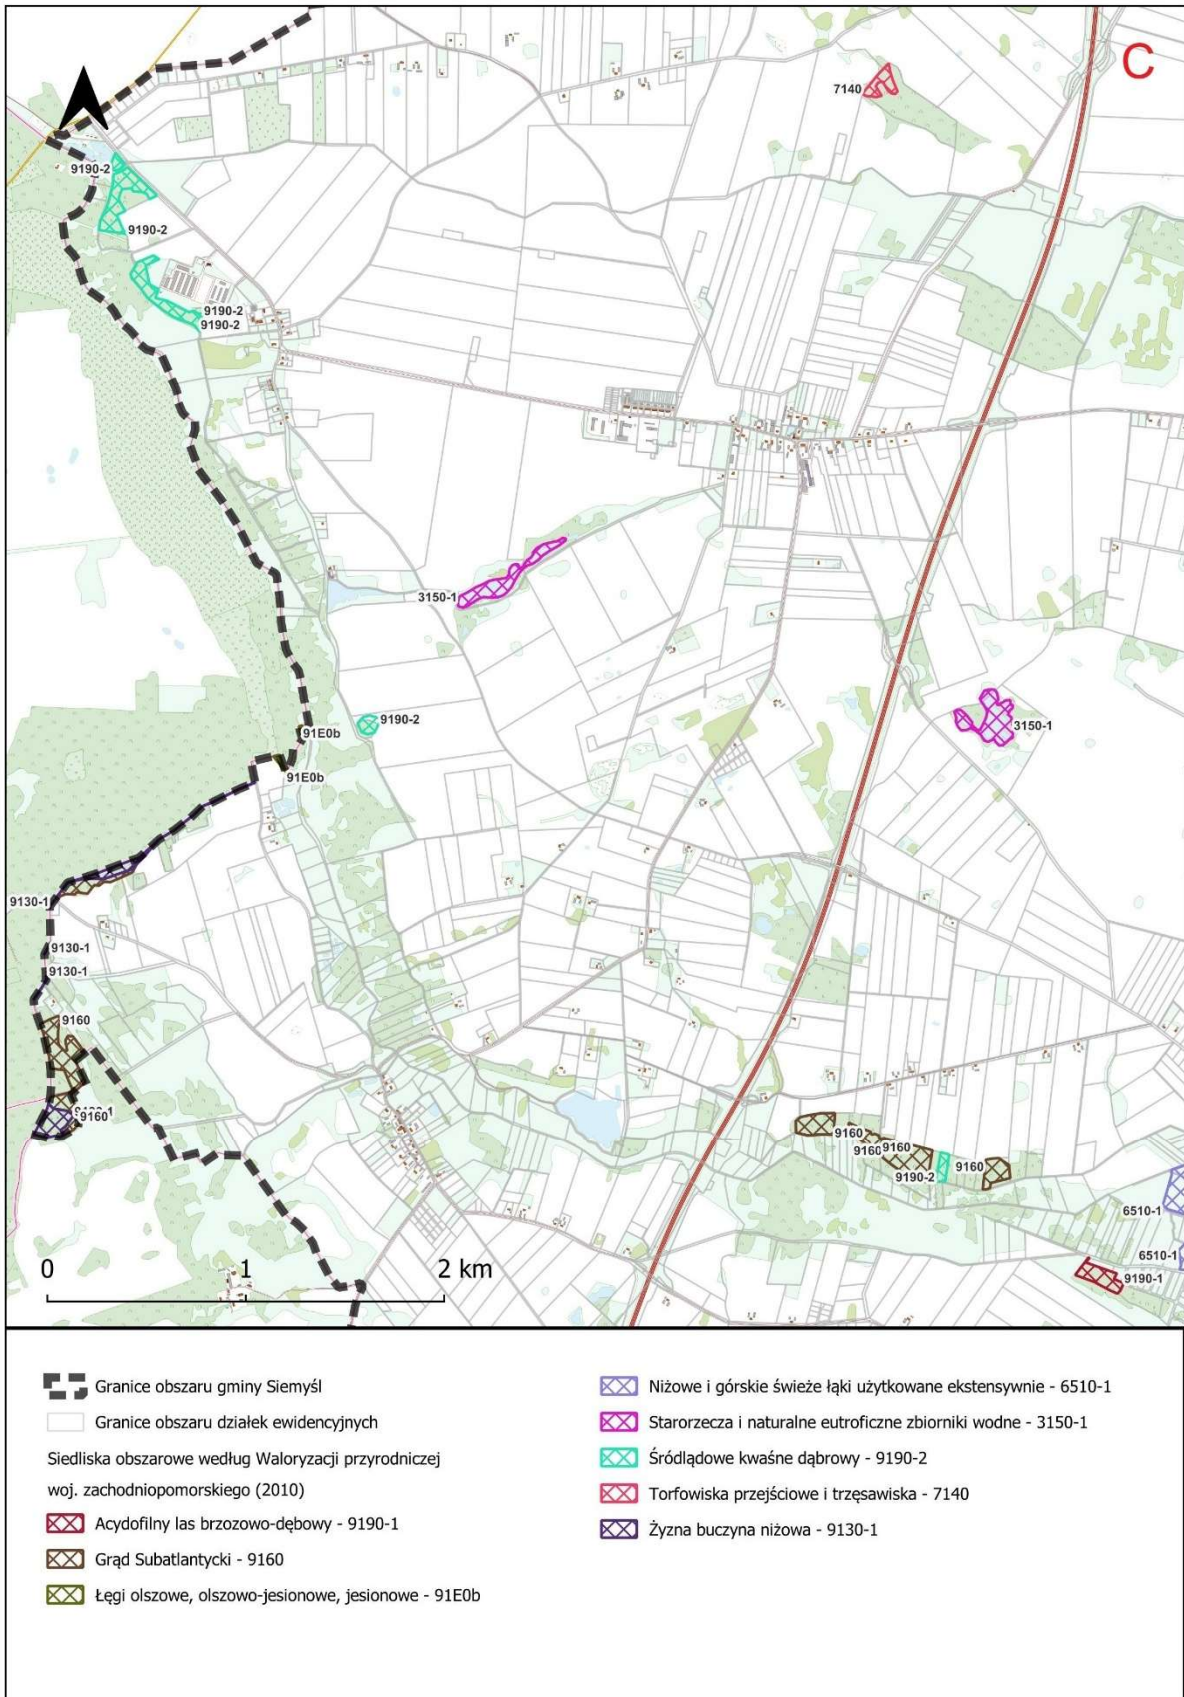 C
7140
9190-2
9190-2
9190-2
9190-2
3150-1
9190-2
3150-1
91E0b
91E0b
9130-1
9130-1
9130-1
9160
9160
9160
9160
9160
9190-2
9160
6510-1
6510-1
9190-1
0 1 2 km
Granice obszaru gminy Siemyśl
Granice obszaru działek ewidencyjnych
Siedliska obszarowe według Waloryzacji przyrodniczej
woj. zachodniopomorskiego (2010)
Acydofilny las brzozowo-dębowy - 9190-1
Grąd Subatlantycki - 9160
Łęgi olszowe, olszowo-jesionowe, jesionowe - 91E0b
Niżowe i górskie świeże łąki użytkowane ekstensywnie - 6510-1
Starorzecza i naturalne eutroficzne zbiorniki wodne - 3150-1
Śródlądowe kwaśne dąbrowy - 9190-2
Torfowiska przejściowe i trzęsawiska - 7140
Żyzna buczyna niżowa - 9130-1